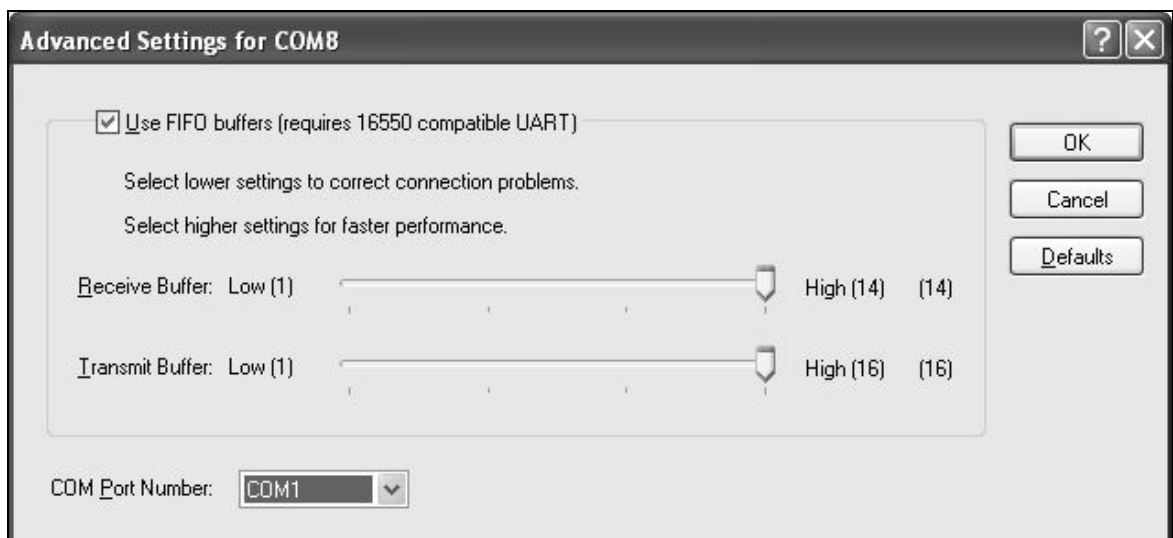 Advanced Settings for COM8
Use FIFO buffers (requires 16550 compatible UART)
Select lower settings to correct connection problems.
Select higher settings for faster performance.
Receive Buffer: Low (1) High (14) (14)
Transmit Buffer: Low (1) High (16) (16)
COM Port Number: COM1
OK
Cancel
Defaults